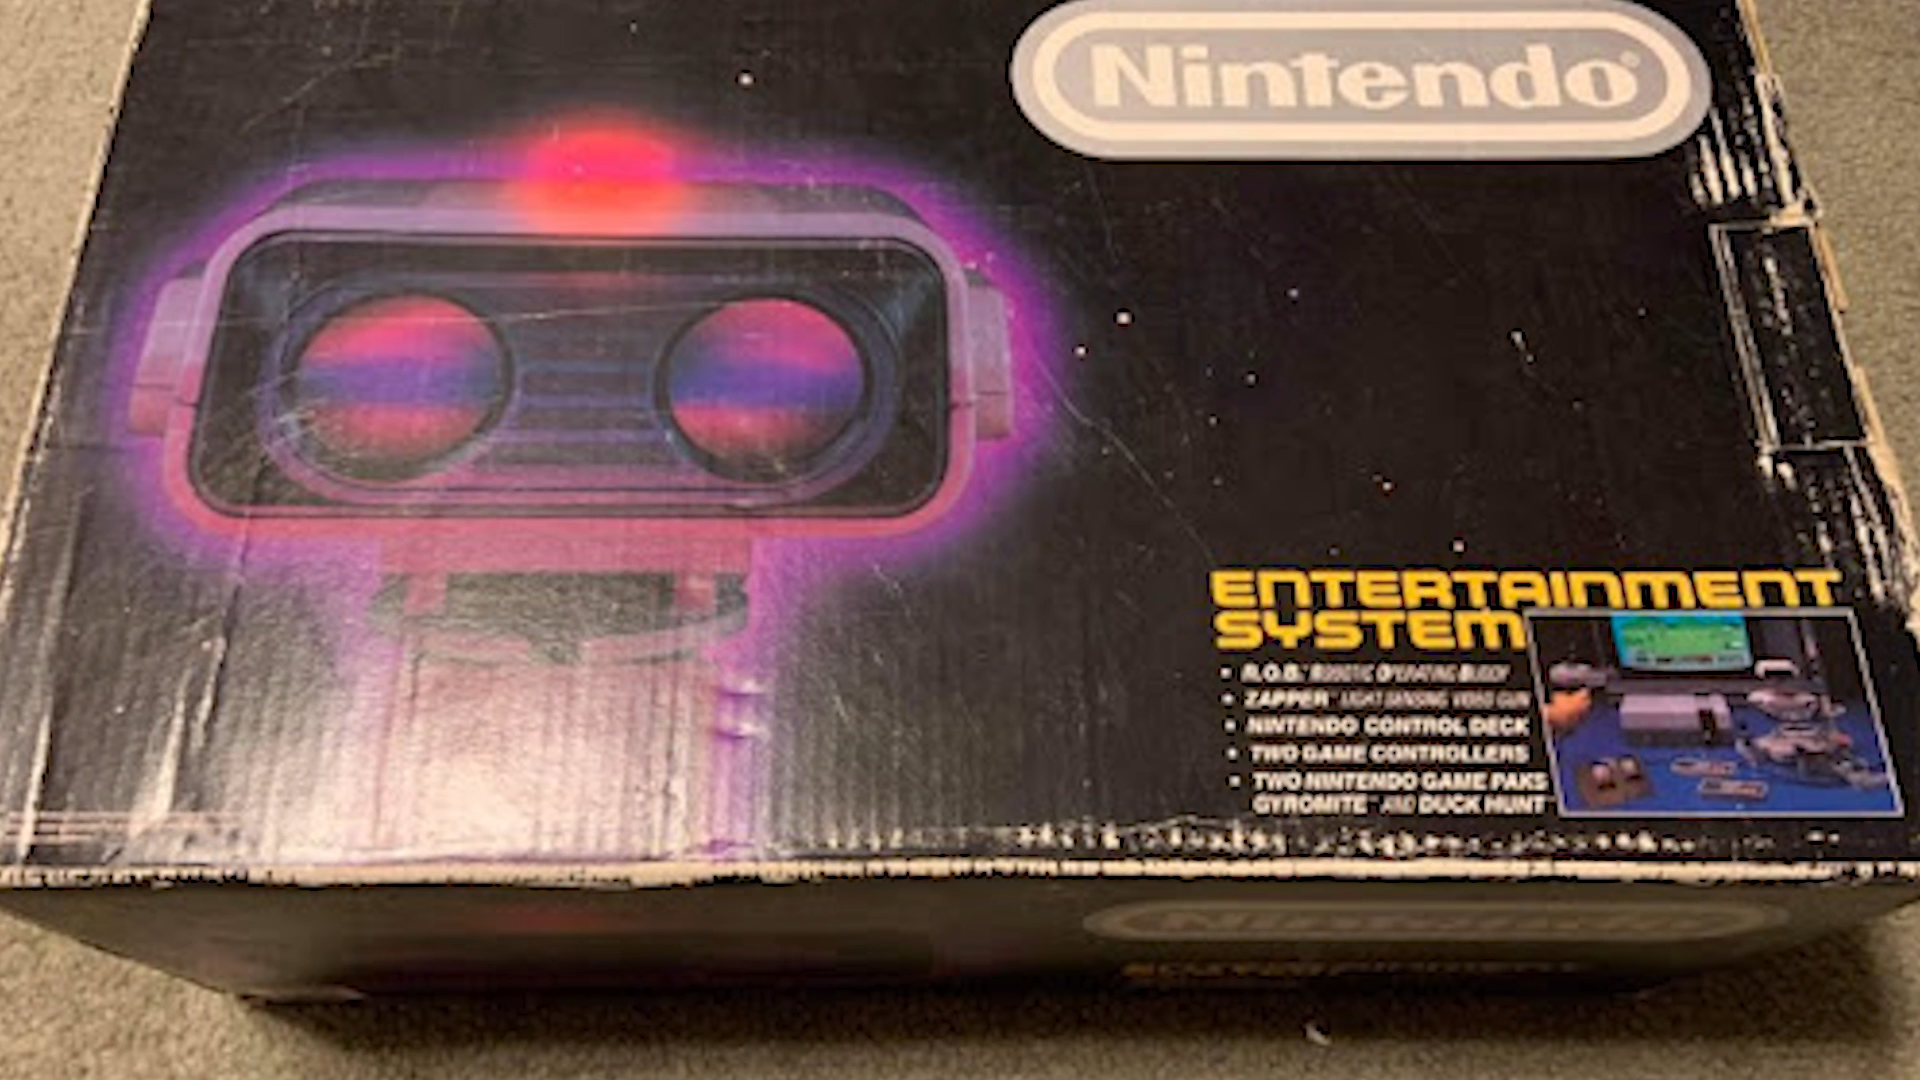 Nintendo®
ENTERTAINMENT
SYSTEM
• R.O.B.™ ROBOTIC OPERATING BUDDY
• ZAPPER™ LIGHT SENSING VIDEO GUN
• NINTENDO CONTROL DECK
• TWO GAME CONTROLLERS
• TWO NINTENDO GAME PAKS
GYROMITE™ AND DUCK HUNT
Nintendo